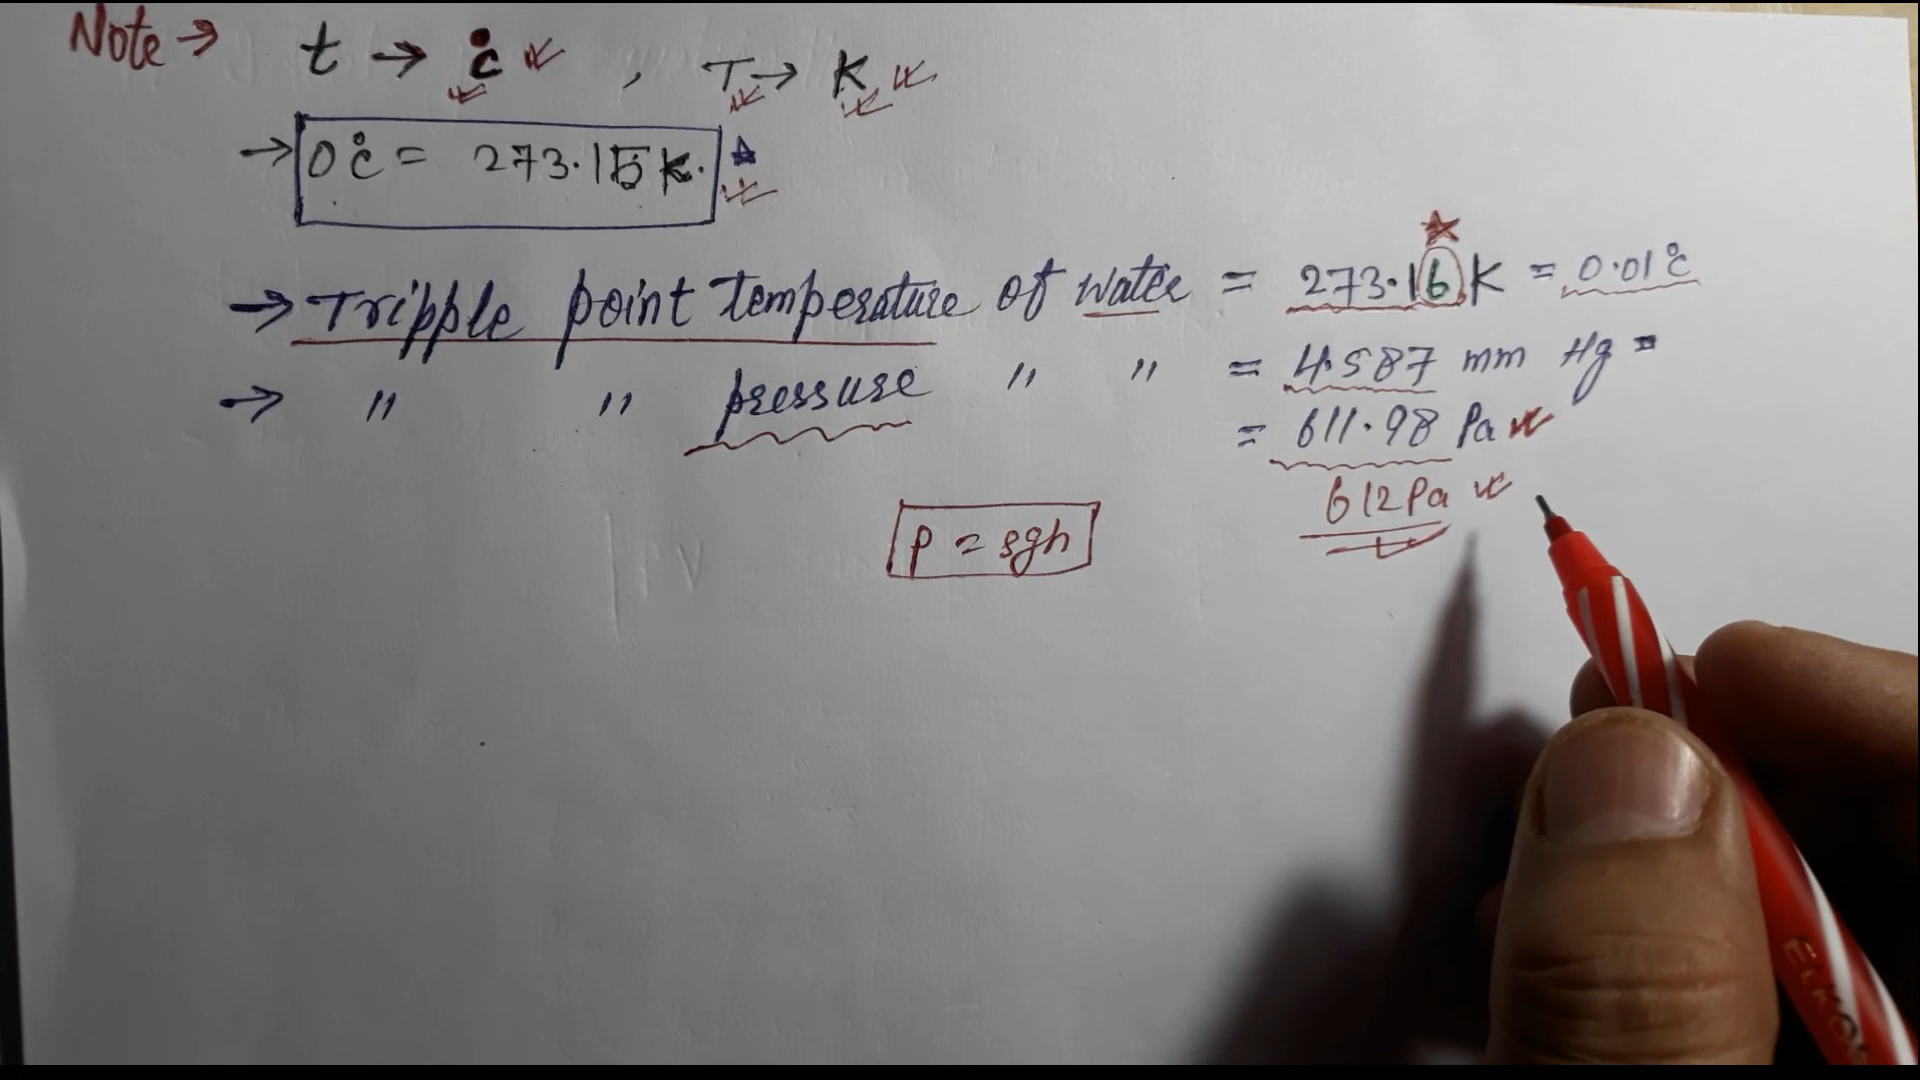 Note → t → °c , T → K
→ 0°c = 273.15 K.
→ Tripple point temperature of water = 273.16 K = 0.01°c
→ " " pressure " " = 4.587 mm Hg =
= 611.98 Pa
612 Pa
P = ρgh
ELKOS